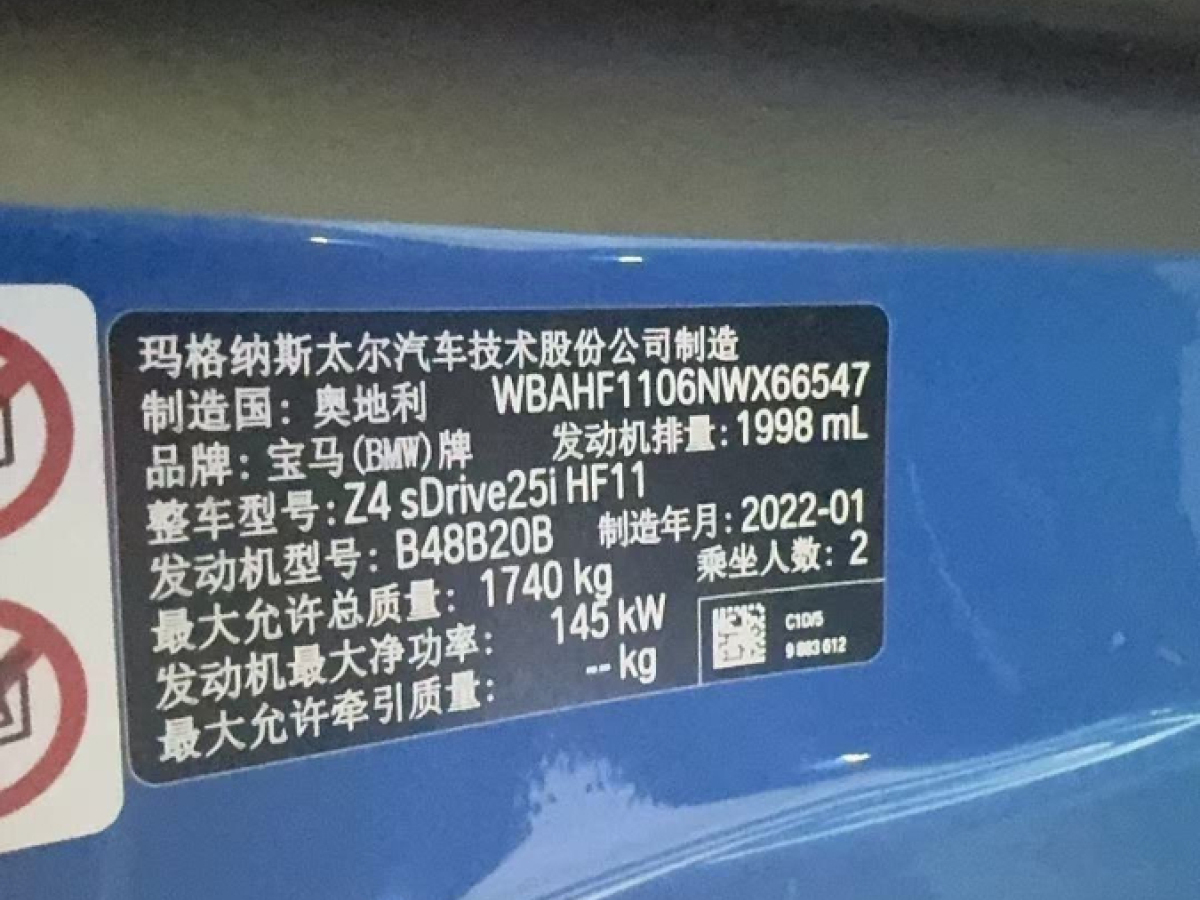 玛格纳斯太尔汽车技术股份公司制造
制造国：奥地利 WBAHF1106NWX66547
品牌：宝马(BMW)牌 发动机排量：1998 mL
整车型号：Z4 sDrive25i HF11
发动机型号：B48B20B 制造年月：2022-01
最大允许总质量：1740 kg 乘坐人数：2
发动机最大净功率：145 kW
最大允许牵引质量：-- kg
C1D/5
9 883 612